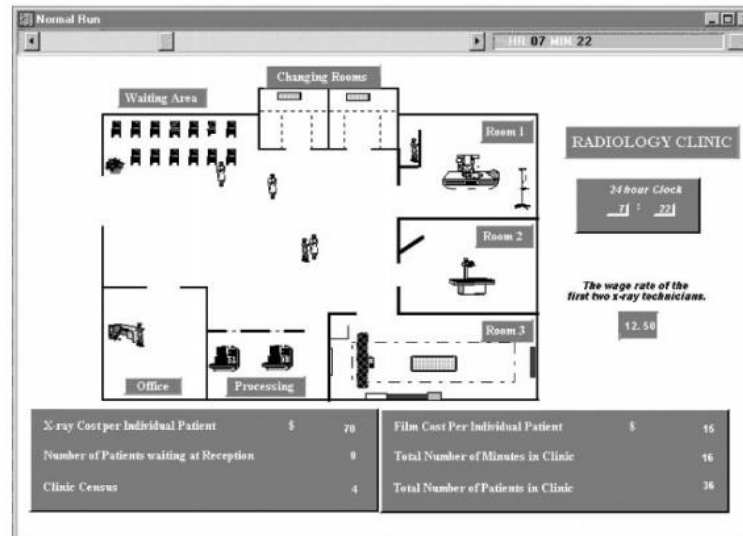 Normal Run
HR 07 MIN 22
Changing Rooms
Waiting Area
Room 1
RADIOLOGY CLINIC
24 hour Clock
7 : 22
Room 2
The wage rate of the
first two x-ray technicians.
12.50
Room 3
Office
Processing
X-ray Cost per Individual Patient $ 70
Number of Patients waiting at Reception 0
Clinic Census 4
Film Cost Per Individual Patient $ 15
Total Number of Minutes in Clinic 16
Total Number of Patients in Clinic 36